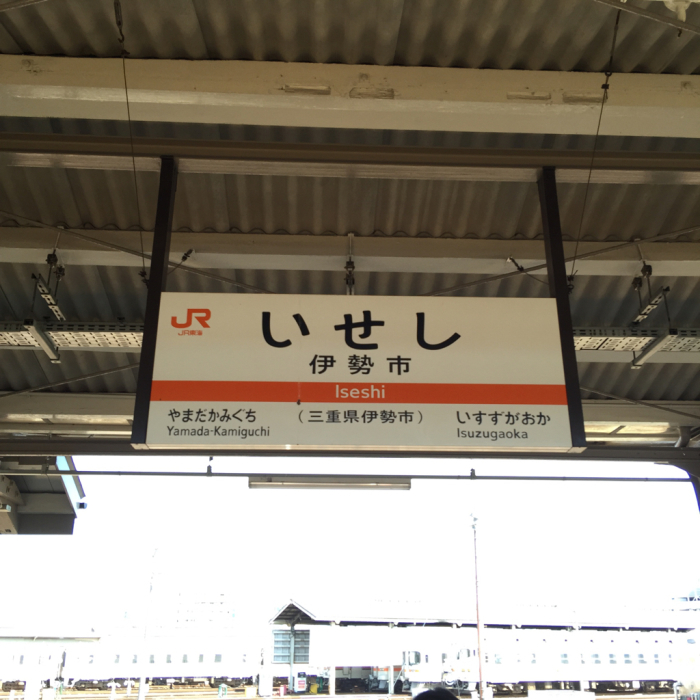 JR
JR東海
いせし
伊勢市
Iseshi
やまだかみぐち
Yamada-Kamiguchi
（三重県伊勢市）
いすずがおか
Isuzugaoka